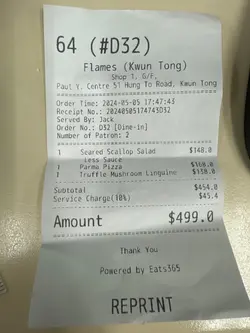 64 (#D32)
Flames (Kwun Tong)
Shop 1, G/F,
Paul Y. Centre 51 Hung To Road, Kwun Tong
Order Time: 2024-05-05 17:47:43
Receipt No.: 20240505174743D32
Served By: Jack
Order No.: D32 [Dine-in]
Number of Patron: 2
1 Seared Scallop Salad $148.0
Less Sauce
1 Parma Pizza $168.0
1 Truffle Mushroom Linguine $138.0
Subtotal $454.0
Service Charge(10%) $45.4
Amount $499.0
Thank You
Powered by Eats365
REPRINT